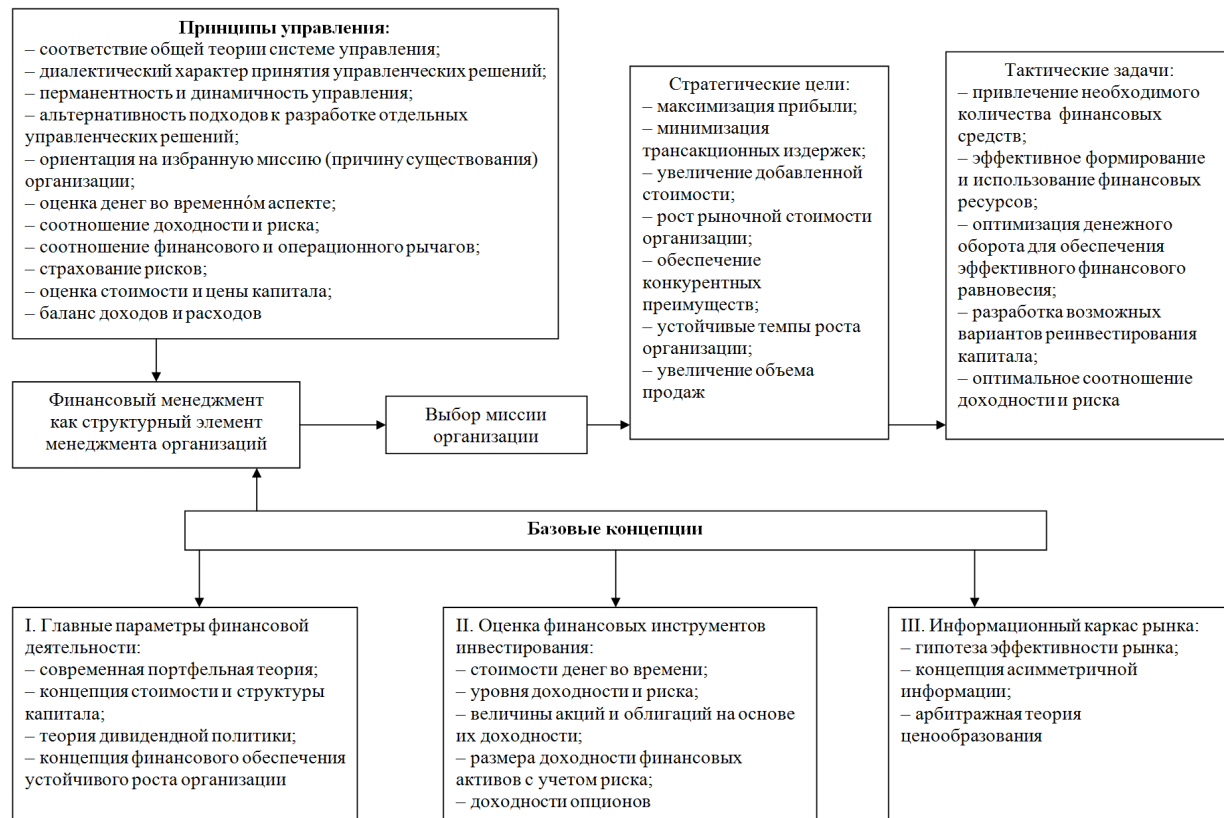 Принципы управления:
– соответствие общей теории системе управления;
– диалектический характер принятия управленческих решений;
– перманентность и динамичность управления;
– альтернативность подходов к разработке отдельных
управленческих решений;
– ориентация на избранную миссию (причину существования)
организации;
– оценка денег во временно́м аспекте;
– соотношение доходности и риска;
– соотношение финансового и операционного рычагов;
– страхование рисков;
– оценка стоимости и цены капитала;
– баланс доходов и расходов
Финансовый менеджмент
как структурный элемент
менеджмента организаций
Выбор миссии
организации
Стратегические цели:
– максимизация прибыли;
– минимизация
трансакционных издержек;
– увеличение добавленной
стоимости;
– рост рыночной стоимости
организации;
– обеспечение
конкурентных
преимуществ;
– устойчивые темпы роста
организации;
– увеличение объема
продаж
Тактические задачи:
– привлечение необходимого
количества финансовых
средств;
– эффективное формирование
и использование финансовых
ресурсов;
– оптимизация денежного
оборота для обеспечения
эффективного финансового
равновесия;
– разработка возможных
вариантов реинвестирования
капитала;
– оптимальное соотношение
доходности и риска
Базовые концепции
I. Главные параметры финансовой
деятельности:
– современная портфельная теория;
– концепция стоимости и структуры
капитала;
– теория дивидендной политики;
– концепция финансового обеспечения
устойчивого роста организации
II. Оценка финансовых инструментов
инвестирования:
– стоимости денег во времени;
– уровня доходности и риска;
– величины акций и облигаций на основе
их доходности;
– размера доходности финансовых
активов с учетом риска;
– доходности опционов
III. Информационный каркас рынка:
– гипотеза эффективности рынка;
– концепция асимметричной
информации;
– арбитражная теория
ценообразования